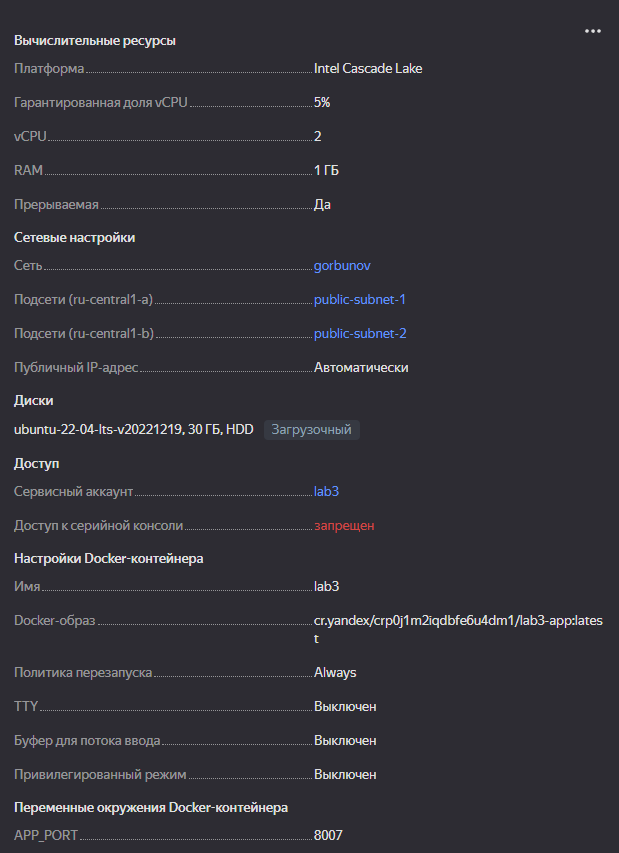 Вычислительные ресурсы
Платформа Intel Cascade Lake
Гарантированная доля vCPU 5%
vCPU 2
RAM 1 ГБ
Прерываемая Да
Сетевые настройки
Сеть gorbunov
Подсети (ru-central1-a) public-subnet-1
Подсети (ru-central1-b) public-subnet-2
Публичный IP-адрес Автоматически
Диски
ubuntu-22-04-lts-v20221219, 30 ГБ, HDD Загрузочный
Доступ
Сервисный аккаунт lab3
Доступ к серийной консоли запрещен
Настройки Docker-контейнера
Имя lab3
Docker-образ cr.yandex/crp0j1m2iqdbfe6u4dm1/lab3-app:lates
t
Политика перезапуска Always
TTY Выключен
Буфер для потока ввода Выключен
Привилегированный режим Выключен
Переменные окружения Docker-контейнера
APP_PORT 8007